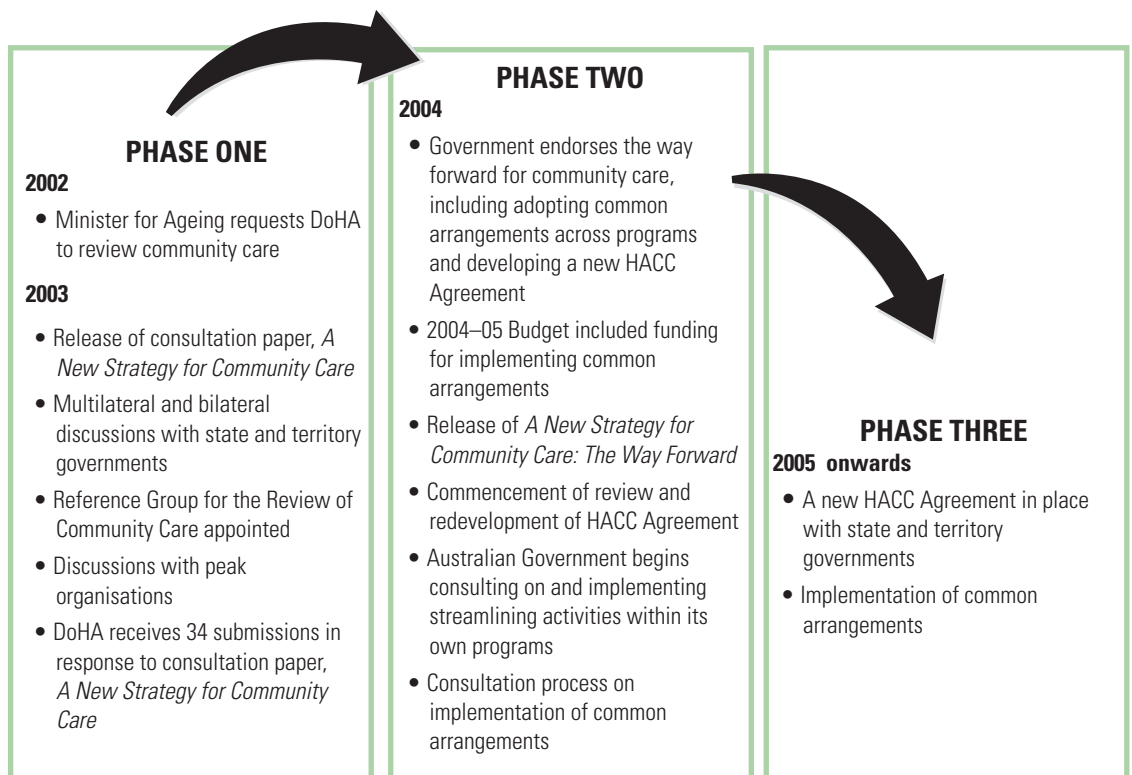 PHASE ONE
2002
• Minister for Ageing requests DoHA
to review community care
2003
• Release of consultation paper, A
New Strategy for Community Care
• Multilateral and bilateral
discussions with state and territory
governments
• Reference Group for the Review of
Community Care appointed
• Discussions with peak
organisations
• DoHA receives 34 submissions in
response to consultation paper,
A New Strategy for Community
Care
PHASE TWO
2004
• Government endorses the way
forward for community care,
including adopting common
arrangements across programs
and developing a new HACC
Agreement
• 2004–05 Budget included funding
for implementing common
arrangements
• Release of A New Strategy for
Community Care: The Way Forward
• Commencement of review and
redevelopment of HACC Agreement
• Australian Government begins
consulting on and implementing
streamlining activities within its
own programs
• Consultation process on
implementation of common
arrangements
PHASE THREE
2005 onwards
• A new HACC Agreement in place
with state and territory
governments
• Implementation of common
arrangements